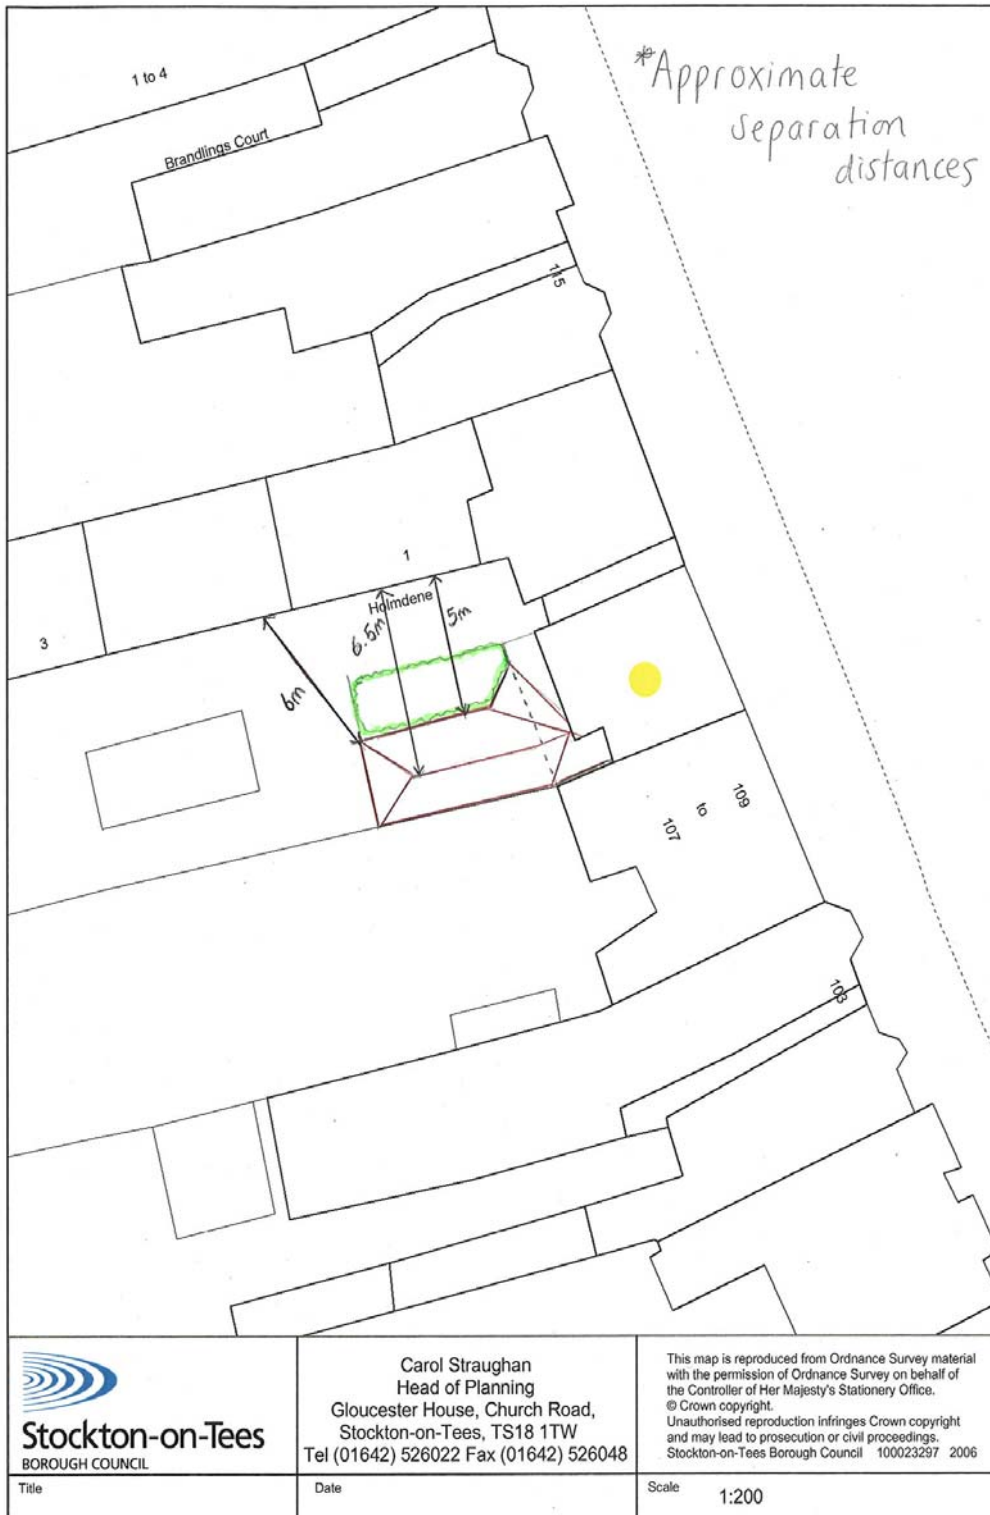 *Approximate
separation
distances
1 to 4
Brandlings Court
115
1
Holmdene
3
6m
6.5m
5m
107
to
109
103
Stockton-on-Tees
BOROUGH COUNCIL
Carol Straughan
Head of Planning
Gloucester House, Church Road,
Stockton-on-Tees, TS18 1TW
Tel (01642) 526022 Fax (01642) 526048
This map is reproduced from Ordnance Survey material
with the permission of Ordnance Survey on behalf of
the Controller of Her Majesty's Stationery Office.
© Crown copyright.
Unauthorised reproduction infringes Crown copyright
and may lead to prosecution or civil proceedings.
Stockton-on-Tees Borough Council 100023297 2006
Title
Date
Scale
1:200